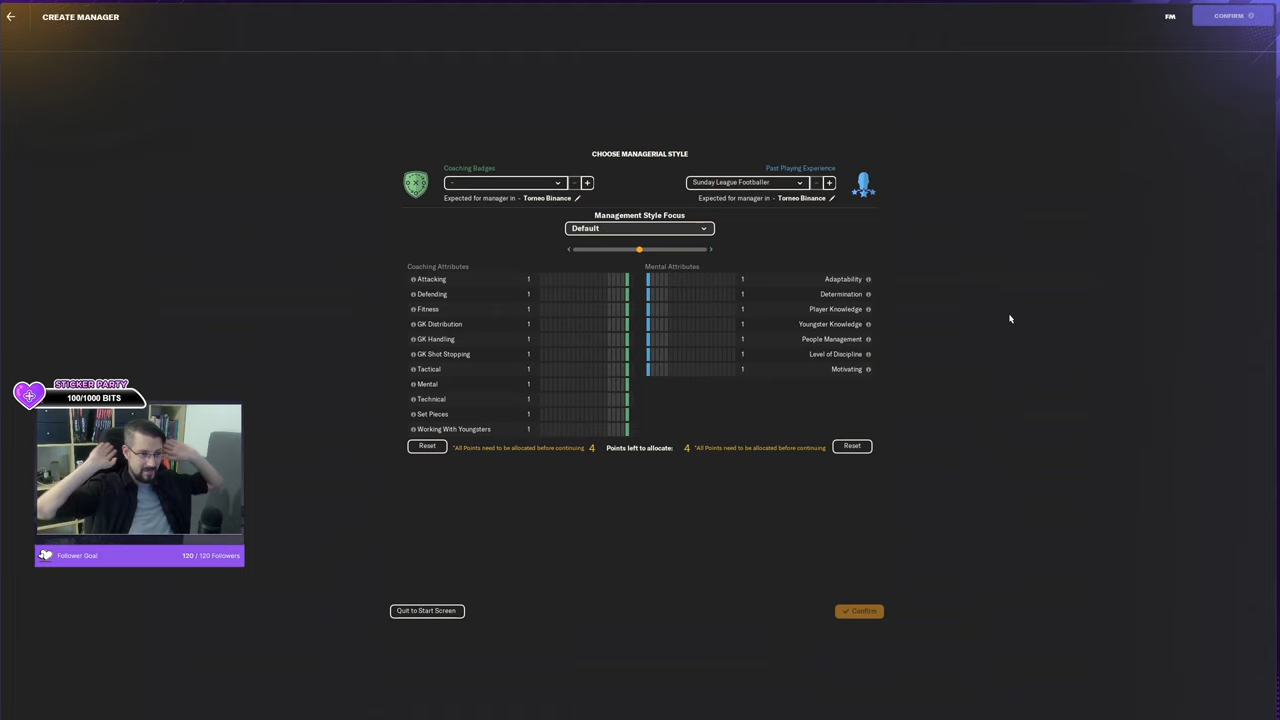 CREATE MANAGER
FM
CONFIRM
CHOOSE MANAGERIAL STYLE
Coaching Badges
Past Playing Experience
-
Sunday League Footballer
Expected for manager in - Torneo Binance
Expected for manager in - Torneo Binance
Management Style Focus
Default
Coaching Attributes
Mental Attributes
Attacking 1
1 Adaptability
Defending 1
1 Determination
Fitness 1
1 Player Knowledge
GK Distribution 1
1 Youngster Knowledge
GK Handling 1
1 People Management
GK Shot Stopping 1
1 Level of Discipline
Tactical 1
1 Motivating
Mental 1
Technical 1
Set Pieces 1
Working With Youngsters 1
Reset
*All Points need to be allocated before continuing 4 Points left to allocate: 4 *All Points need to be allocated before continuing
Reset
STICKER PARTY
100/1000 BITS
Follower Goal 120 / 120 Followers
Quit to Start Screen
Confirm